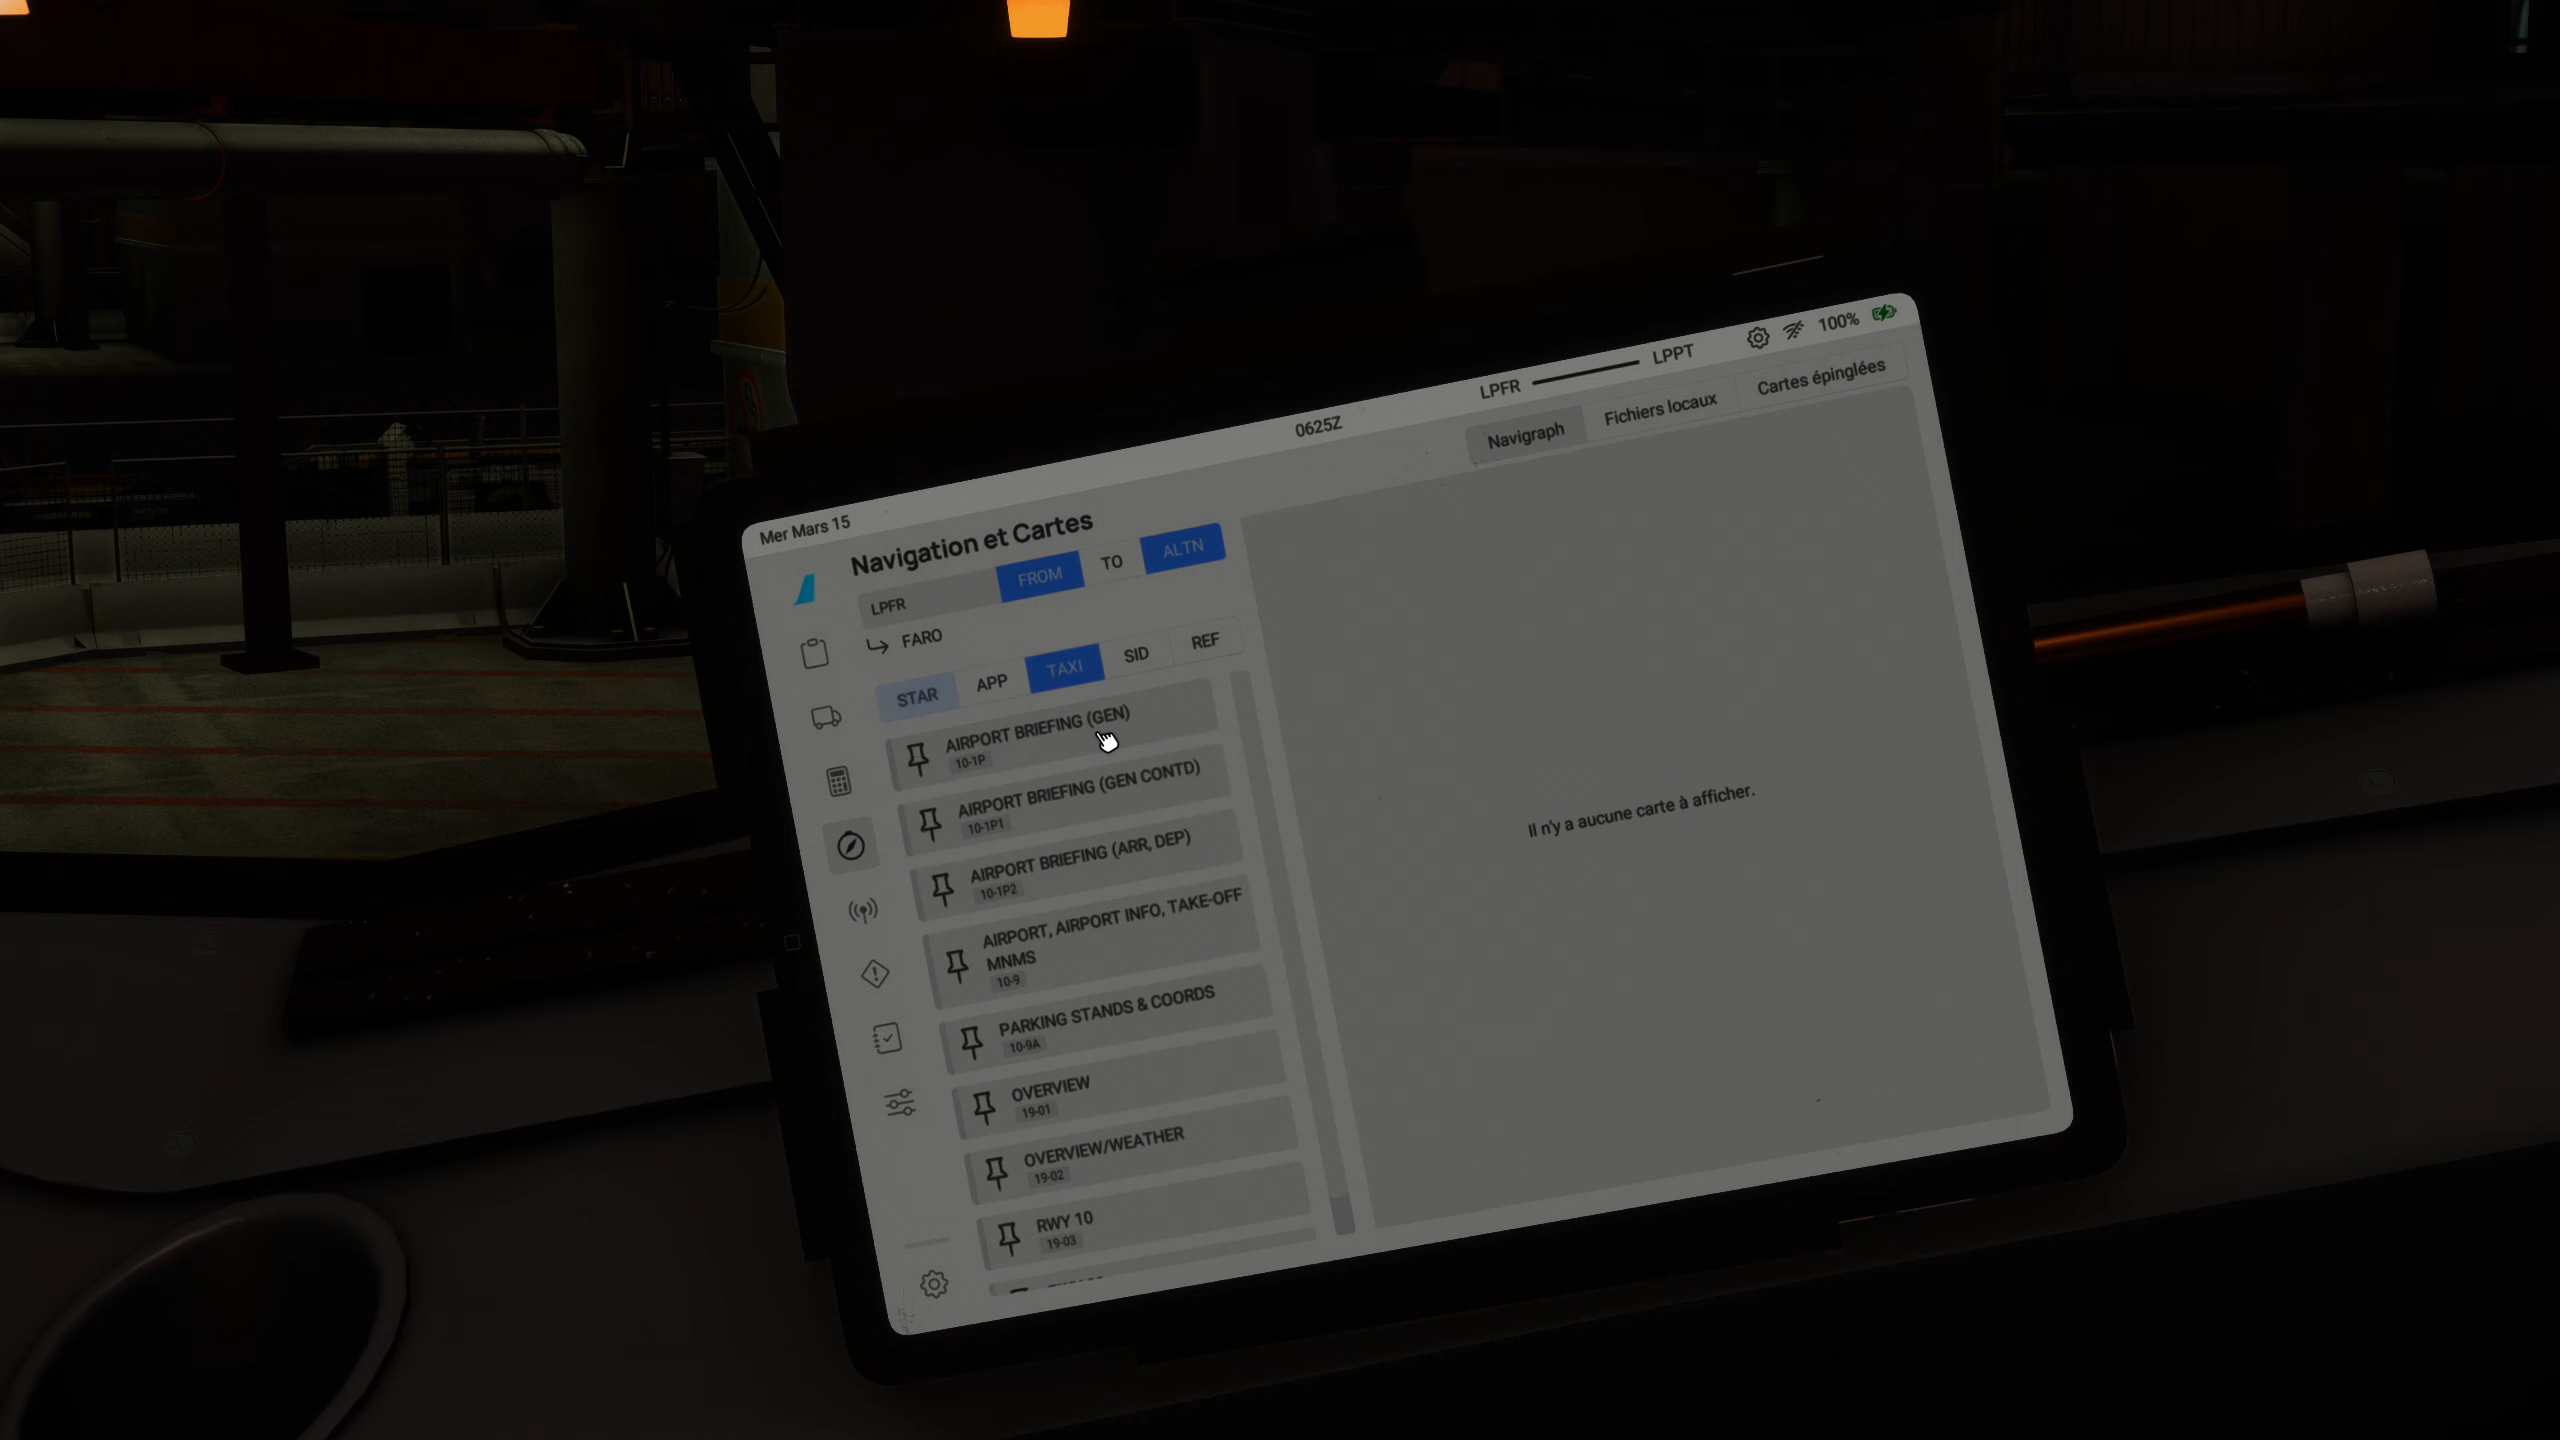 Mer Mars 15
0625Z
LPFR
LPPT
100%
Navigation et Cartes
Navigraph
Fichiers locaux
Cartes épinglées
LPFR
FROM
TO
ALTN
FARO
STAR
APP
TAXI
SID
REF
AIRPORT BRIEFING (GEN)
10-1P
AIRPORT BRIEFING (GEN CONTD)
10-1P1
AIRPORT BRIEFING (ARR, DEP)
10-1P2
AIRPORT, AIRPORT INFO, TAKE-OFF
MNMS
10-9
PARKING STANDS & COORDS
10-9A
OVERVIEW
19-01
OVERVIEW/WEATHER
19-02
RWY 10
19-03
Il n'y a aucune carte à afficher.